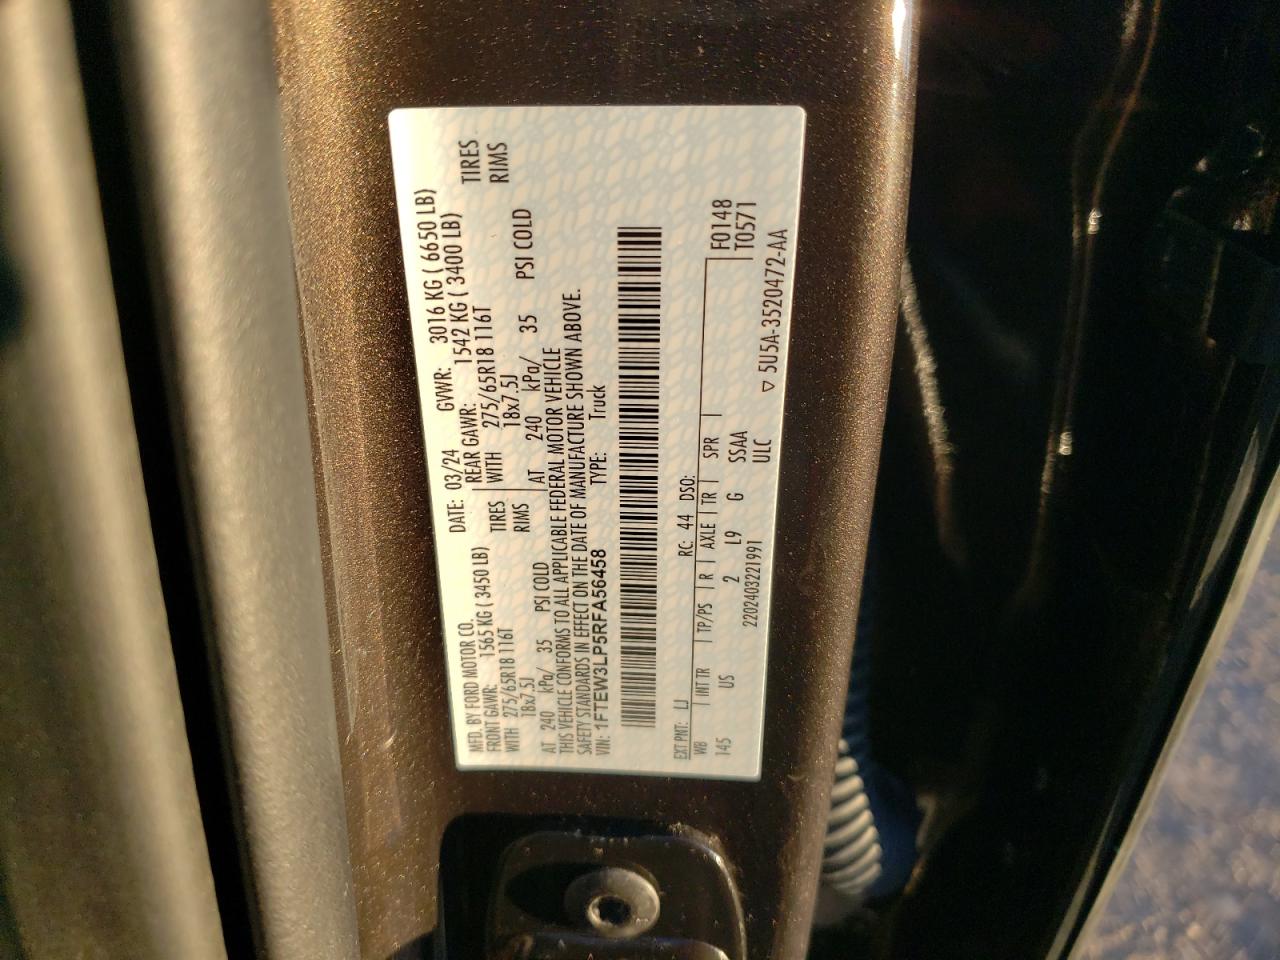 MFD. BY FORD MOTOR CO. DATE: 03/24 GVWR: 3016 KG ( 6650 LB)
FRONT GAWR: 1565 KG ( 3450 LB) REAR GAWR: 1542 KG ( 3400 LB)
WITH 275/65R18 116T TIRES WITH 275/65R18 116T TIRES
18x7.5J RIMS 18x7.5J RIMS
AT 240 kPa/ 35 PSI COLD AT 240 kPa/ 35 PSI COLD
THIS VEHICLE CONFORMS TO ALL APPLICABLE FEDERAL MOTOR VEHICLE
SAFETY STANDARDS IN EFFECT ON THE DATE OF MANUFACTURE SHOWN ABOVE.
VIN: 1FTEW3LP5RFA56458 TYPE: Truck
EXT PNT: LJ RC: 44 DSO:
WB INT TR TP/PS R AXLE TR SPR F0148
145 US 2 L9 G SSAA T0571
2202403221991 ULC ▽ 5U5A-3520472-AA